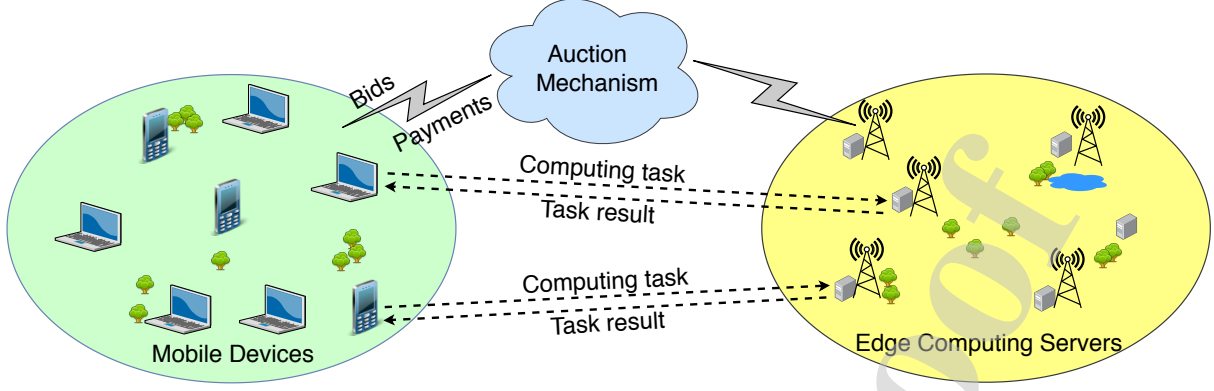 Auction
Mechanism
Bids
Payments
Computing task
Task result
Computing task
Task result
Mobile Devices
Edge Computing Servers